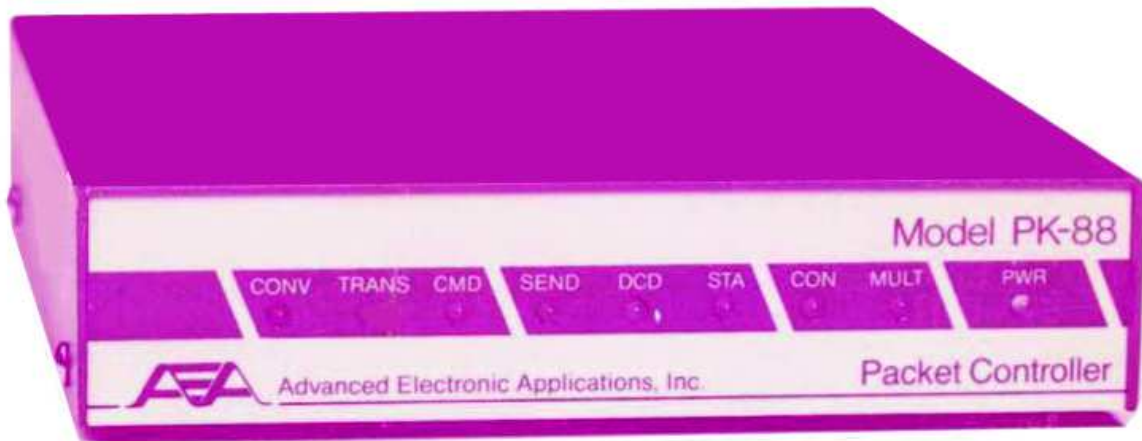 Model PK-88
CONV TRANS CMD SEND DCD STA CON MULT PWR
AEA Advanced Electronic Applications, Inc. Packet Controller